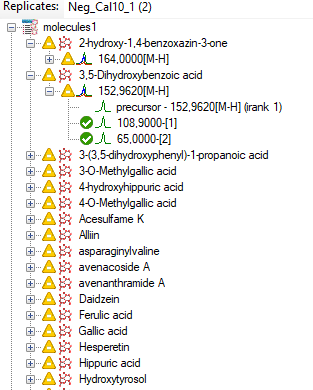 Replicates: Neg_Cal10_1 (2)
molecules1
2-hydroxy-1,4-benzoxazin-3-one
164,0000[M-H]
3,5-Dihydroxybenzoic acid
152,9620[M-H]
precursor - 152,9620[M-H] (irank 1)
108,9000-[1]
65,0000-[2]
3-(3,5-dihydroxyphenyl)-1-propanoic acid
3-O-Methylgallic acid
4-hydroxyhippuric acid
4-O-Methylgallic acid
Acesulfame K
Alliin
asparaginylvaline
avenacoside A
avenanthramide A
Daidzein
Ferulic acid
Gallic acid
Hesperetin
Hippuric acid
Hydroxytyrosol